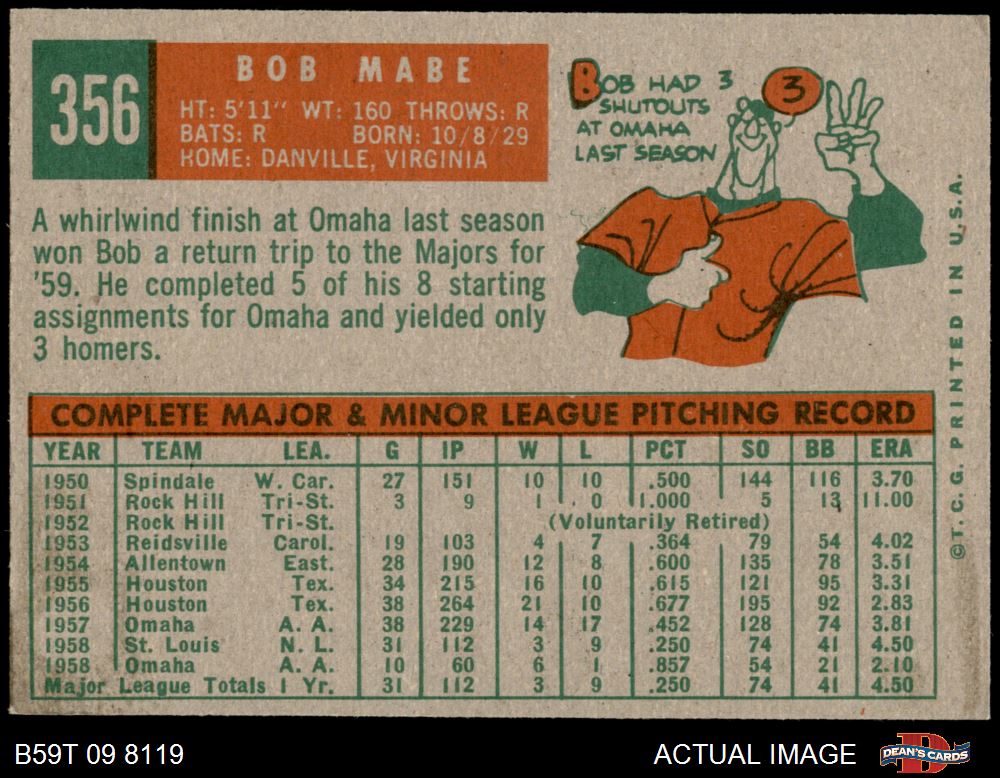 356
BOB MABE
HT: 5'11" WT: 160 THROWS: R
BATS: R BORN: 10/8/29
HOME: DANVILLE, VIRGINIA
BOB HAD 3
SHUTOUTS
AT OMAHA
LAST SEASON
3
A whirlwind finish at Omaha last season
won Bob a return trip to the Majors for
'59. He completed 5 of his 8 starting
assignments for Omaha and yielded only
3 homers.
COMPLETE MAJOR & MINOR LEAGUE PITCHING RECORD
YEAR TEAM LEA. G IP W L PCT SO BB ERA
1950 Spindale W. Car. 27 151 10 10 .500 144 116 3.70
1951 Rock Hill Tri-St. 3 9 1 0 1.000 5 13 11.00
1952 Rock Hill Tri-St. (Voluntarily Retired)
1953 Reidsville Carol. 19 103 4 7 .364 79 54 4.02
1954 Allentown East. 28 190 12 8 .600 135 78 3.51
1955 Houston Tex. 34 215 16 10 .615 121 95 3.31
1956 Houston Tex. 38 264 21 10 .677 195 92 2.83
1957 Omaha A. A. 38 229 14 17 .452 128 74 3.81
1958 St. Louis N. L. 31 112 3 9 .250 74 41 4.50
1958 Omaha A. A. 10 60 6 1 .857 54 21 2.10
Major League Totals 1 Yr. 31 112 3 9 .250 74 41 4.50
©T. C. G. PRINTED IN U.S.A.
B59T 09 8119
ACTUAL IMAGE
DEAN'S CARDS